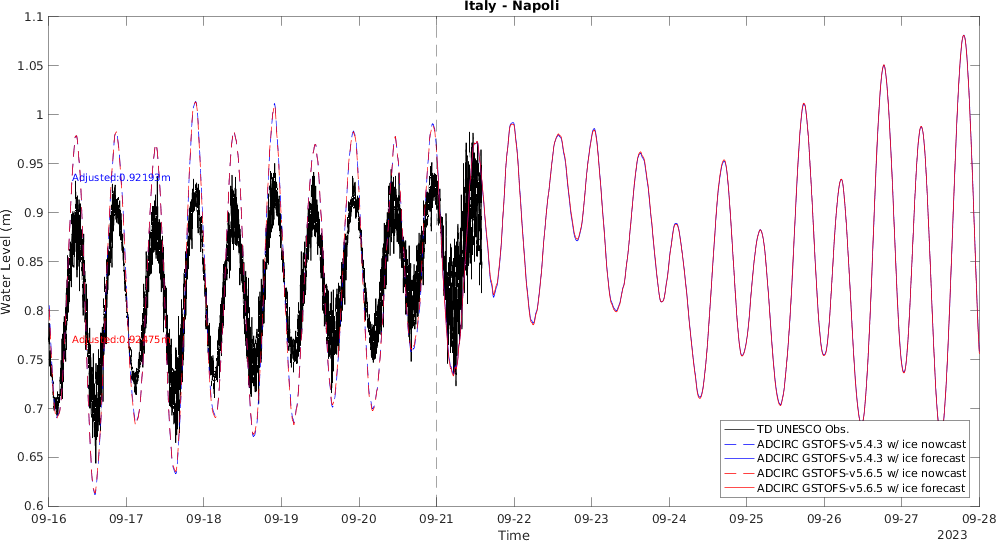 Italy - Napoli
1.1
1.05
1
0.95
0.9
0.85
0.8
0.75
0.7
0.65
0.6
Water Level (m)
Adjusted:0.92193m
Adjusted:0.92475m
TD UNESCO Obs.
ADCIRC GSTOFS-v5.4.3 w/ ice nowcast
ADCIRC GSTOFS-v5.4.3 w/ ice forecast
ADCIRC GSTOFS-v5.6.5 w/ ice nowcast
ADCIRC GSTOFS-v5.6.5 w/ ice forecast
09-16 09-17 09-18 09-19 09-20 09-21 09-22 09-23 09-24 09-25 09-26 09-27 09-28
Time
2023